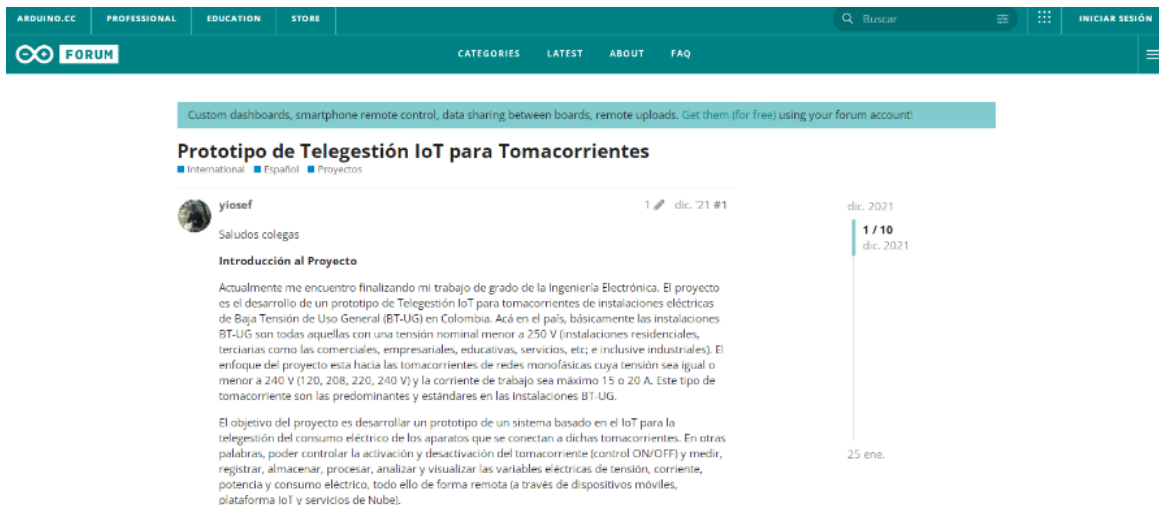 ARDUINO.CC PROFESSIONAL EDUCATION STORE Buscar INICIAR SESIÓN
FORUM CATEGORIES LATEST ABOUT FAQ
Custom dashboards, smartphone remote control, data sharing between boards, remote uploads. Get them (for free) using your forum account!
Prototipo de Telegestión IoT para Tomacorrientes
International Español Proyectos
yiosef 1 dic. '21 #1
dic. 2021
1 / 10
dic. 2021
Saludos colegas
Introducción al Proyecto
Actualmente me encuentro finalizando mi trabajo de grado de la Ingeniería Electrónica. El proyecto
es el desarrollo de un prototipo de Telegestión IoT para tomacorrientes de instalaciones eléctricas
de Baja Tensión de Uso General (BT-UG) en Colombia. Acá en el país, básicamente las instalaciones
BT-UG son todas aquellas con una tensión nominal menor a 250 V (instalaciones residenciales,
terciarias como las comerciales, empresariales, educativas, servicios, etc; e inclusive industriales). El
enfoque del proyecto esta hacia las tomacorrientes de redes monofásicas cuya tensión sea igual o
menor a 240 V (120, 208, 220, 240 V) y la corriente de trabajo sea máximo 15 o 20 A. Este tipo de
tomacorriente son las predominantes y estándares en las instalaciones BT-UG.
El objetivo del proyecto es desarrollar un prototipo de un sistema basado en el IoT para la
telegestión del consumo eléctrico de los aparatos que se conectan a dichas tomacorrientes. En otras
palabras, poder controlar la activación y desactivación del tomacorriente (control ON/OFF) y medir,
registrar, almacenar, procesar, analizar y visualizar las variables eléctricas de tensión, corriente,
potencia y consumo eléctrico, todo ello de forma remota (a través de dispositivos móviles,
plataforma IoT y servicios de Nube).
25 ene.